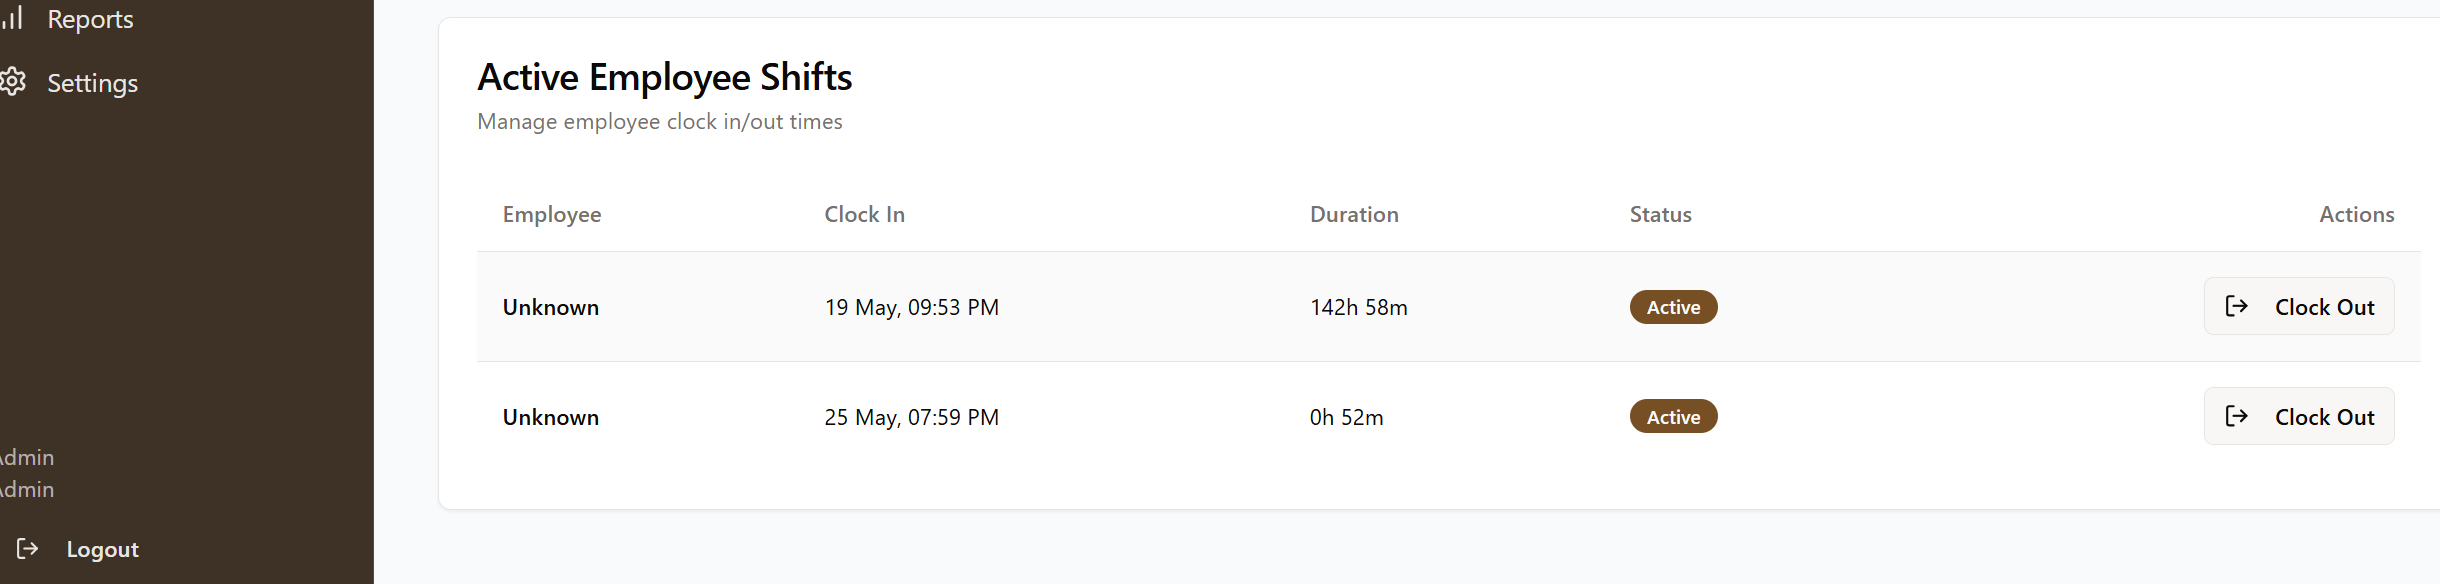 Reports
Settings
Active Employee Shifts
Manage employee clock in/out times
Employee Clock In Duration Status Actions
Unknown 19 May, 09:53 PM 142h 58m Active Clock Out
Unknown 25 May, 07:59 PM 0h 52m Active Clock Out
Admin
Admin
Logout